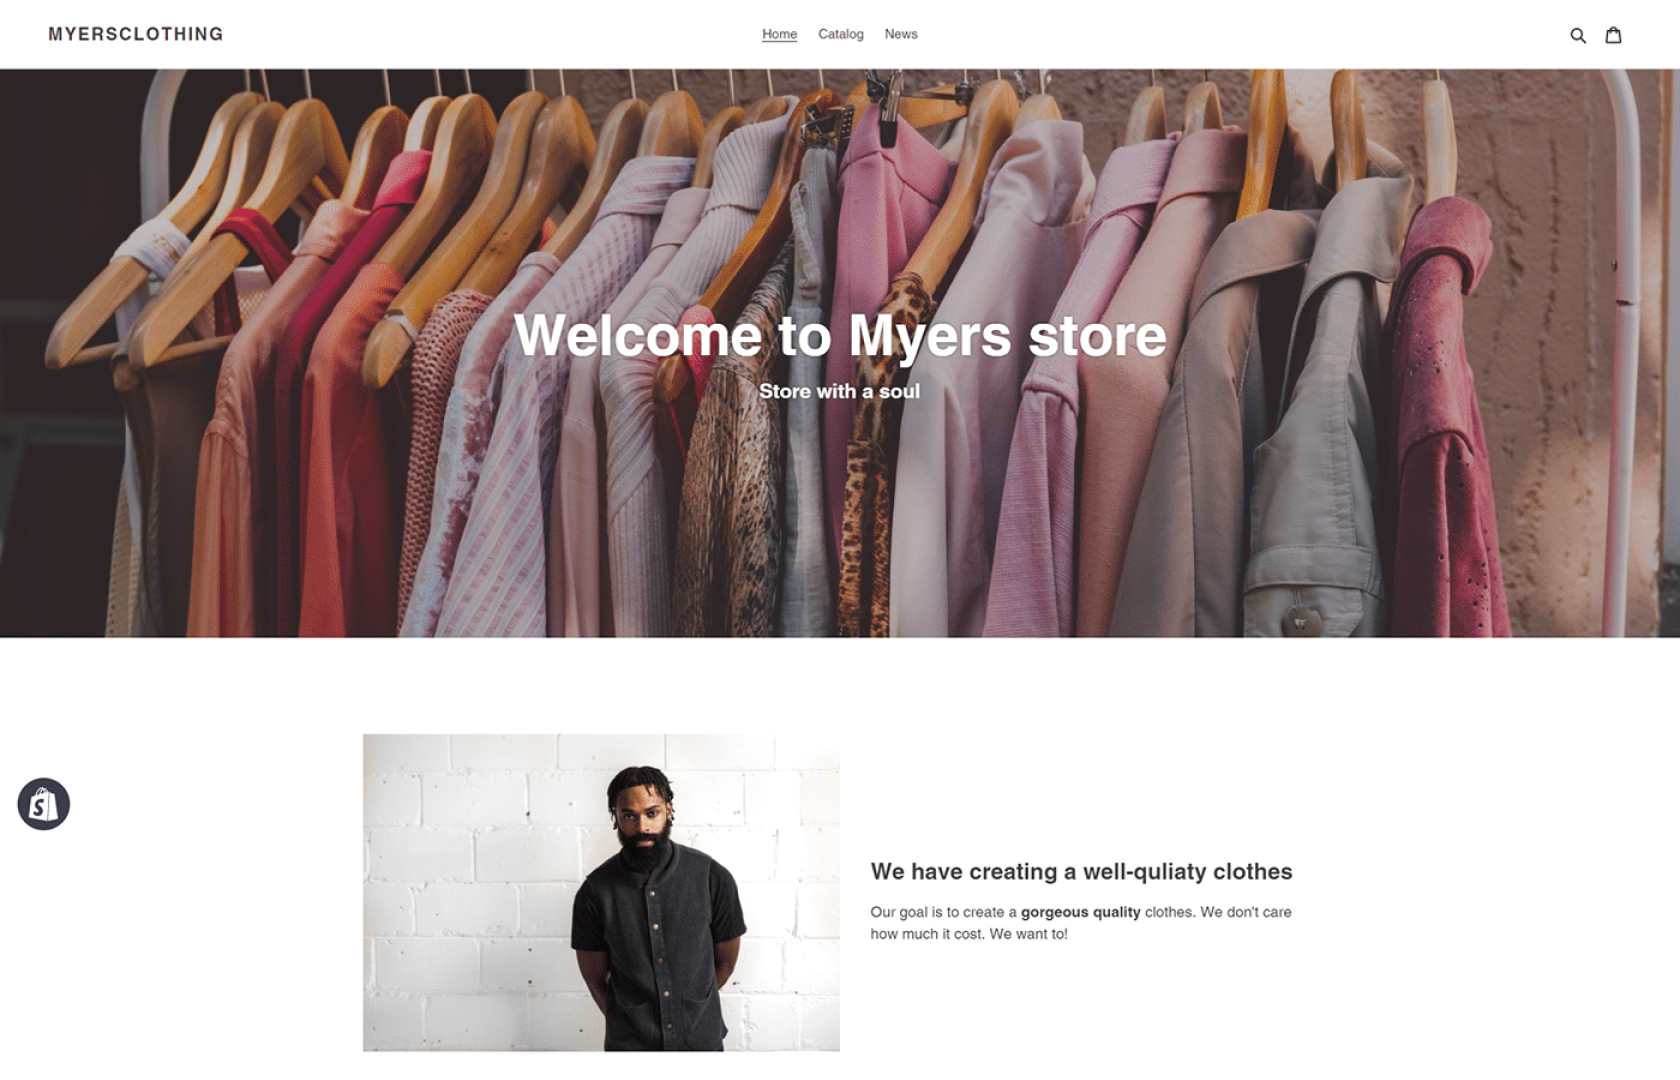 MYERSCLOTHING
Home Catalog News
Welcome to Myers store
Store with a soul
S
We have creating a well-quliaty clothes
Our goal is to create a gorgeous quality clothes. We don't care
how much it cost. We want to!